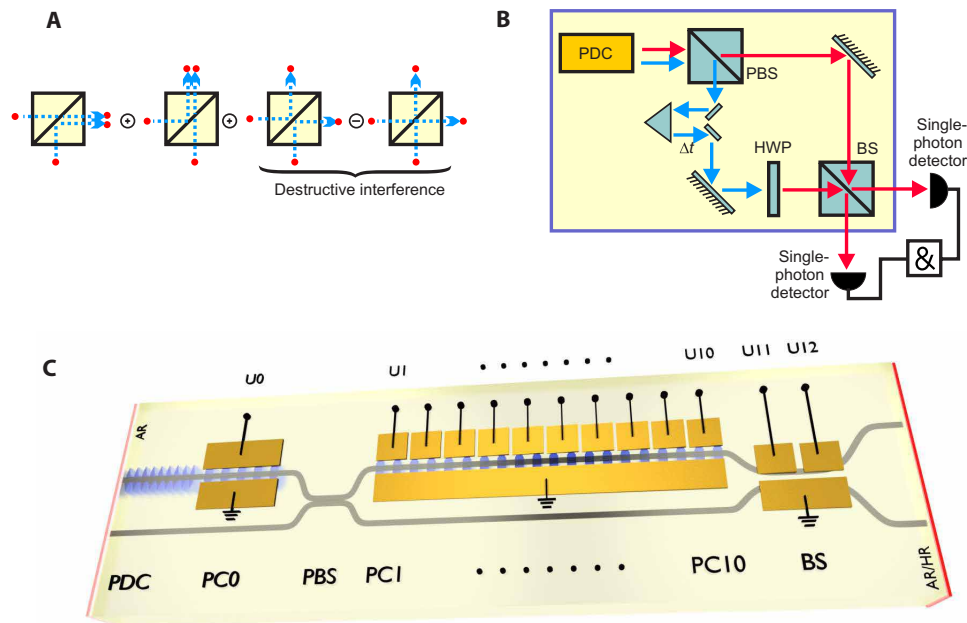 A
Destructive interference
B
PDC
PBS
Δt
HWP
BS
Single-
photon
detector
Single-
photon
detector
&
C
U0
U1
U10
U11
U12
AR
PDC
PC0
PBS
PC1
PC10
BS
AR/HR